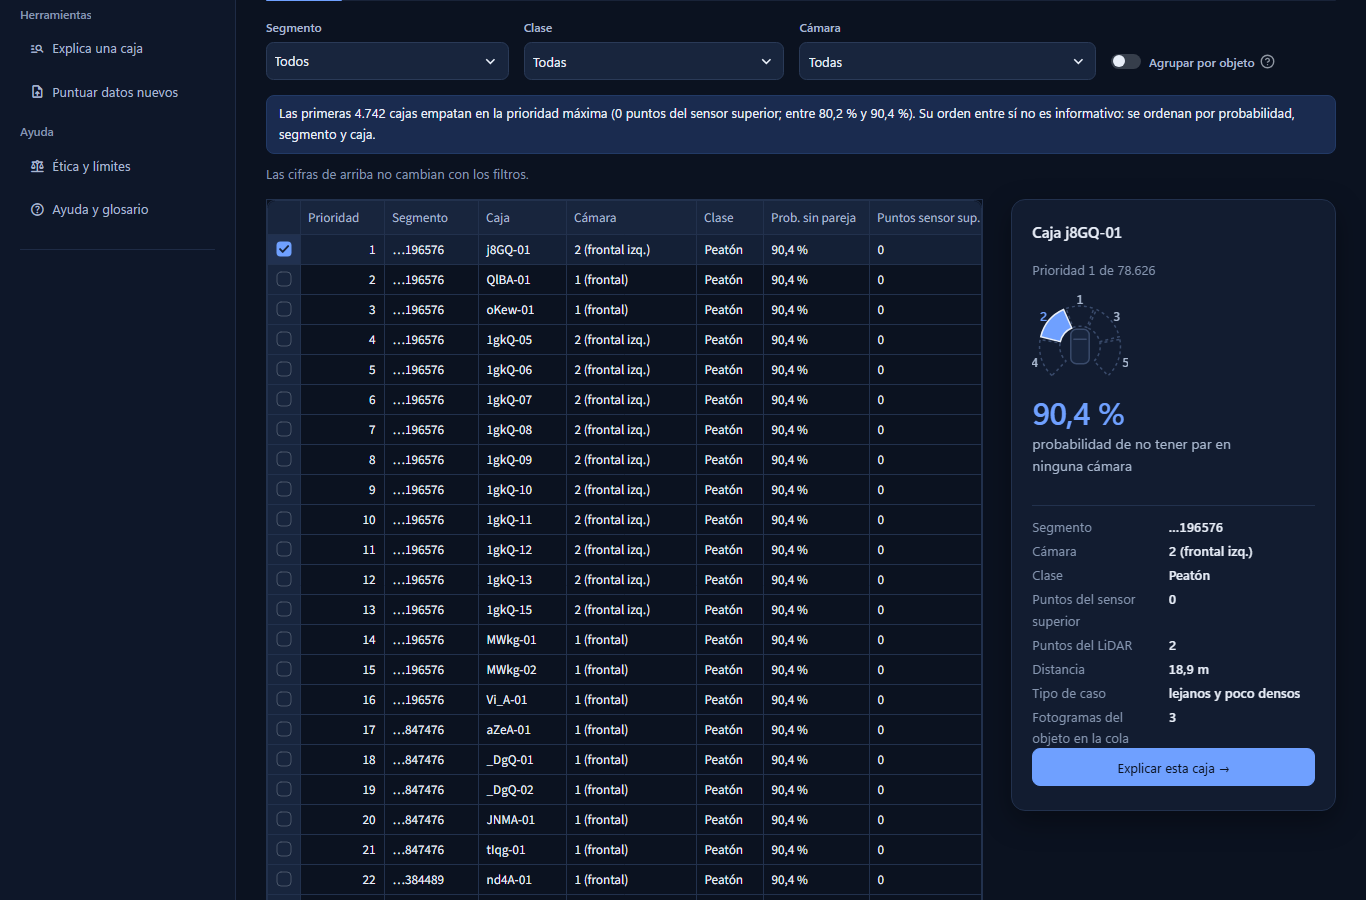 Herramientas
Explica una caja
Puntuar datos nuevos
Ayuda
Ética y límites
Ayuda y glosario
Segmento Clase Cámara
Todos Todas Todas Agrupar por objeto
Las primeras 4.742 cajas empatan en la prioridad máxima (0 puntos del sensor superior; entre 80,2 % y 90,4 %). Su orden entre sí no es informativo: se ordenan por probabilidad,
segmento y caja.
Las cifras de arriba no cambian con los filtros.
Prioridad Segmento Caja Cámara Clase Prob. sin pareja Puntos sensor sup.
1 ...196576 j8GQ-01 2 (frontal izq.) Peatón 90,4 % 0
2 ...196576 QlBA-01 1 (frontal) Peatón 90,4 % 0
3 ...196576 oKew-01 1 (frontal) Peatón 90,4 % 0
4 ...196576 1gkQ-05 2 (frontal izq.) Peatón 90,4 % 0
5 ...196576 1gkQ-06 2 (frontal izq.) Peatón 90,4 % 0
6 ...196576 1gkQ-07 2 (frontal izq.) Peatón 90,4 % 0
7 ...196576 1gkQ-08 2 (frontal izq.) Peatón 90,4 % 0
8 ...196576 1gkQ-09 2 (frontal izq.) Peatón 90,4 % 0
9 ...196576 1gkQ-10 2 (frontal izq.) Peatón 90,4 % 0
10 ...196576 1gkQ-11 2 (frontal izq.) Peatón 90,4 % 0
11 ...196576 1gkQ-12 2 (frontal izq.) Peatón 90,4 % 0
12 ...196576 1gkQ-13 2 (frontal izq.) Peatón 90,4 % 0
13 ...196576 1gkQ-15 2 (frontal izq.) Peatón 90,4 % 0
14 ...196576 MWkg-01 1 (frontal) Peatón 90,4 % 0
15 ...196576 MWkg-02 1 (frontal) Peatón 90,4 % 0
16 ...196576 Vi_A-01 1 (frontal) Peatón 90,4 % 0
17 ...847476 aZeA-01 1 (frontal) Peatón 90,4 % 0
18 ...847476 _DgQ-01 1 (frontal) Peatón 90,4 % 0
19 ...847476 _DgQ-02 1 (frontal) Peatón 90,4 % 0
20 ...847476 JNMA-01 1 (frontal) Peatón 90,4 % 0
21 ...847476 tIqg-01 1 (frontal) Peatón 90,4 % 0
22 ...384489 nd4A-01 1 (frontal) Peatón 90,4 % 0
Caja j8GQ-01
Prioridad 1 de 78.626
1
2 3
4 5
90,4 %
probabilidad de no tener par en
ninguna cámara
Segmento ...196576
Cámara 2 (frontal izq.)
Clase Peatón
Puntos del sensor 0
superior
Puntos del LiDAR 2
Distancia 18,9 m
Tipo de caso lejanos y poco densos
Fotogramas del 3
objeto en la cola
Explicar esta caja →